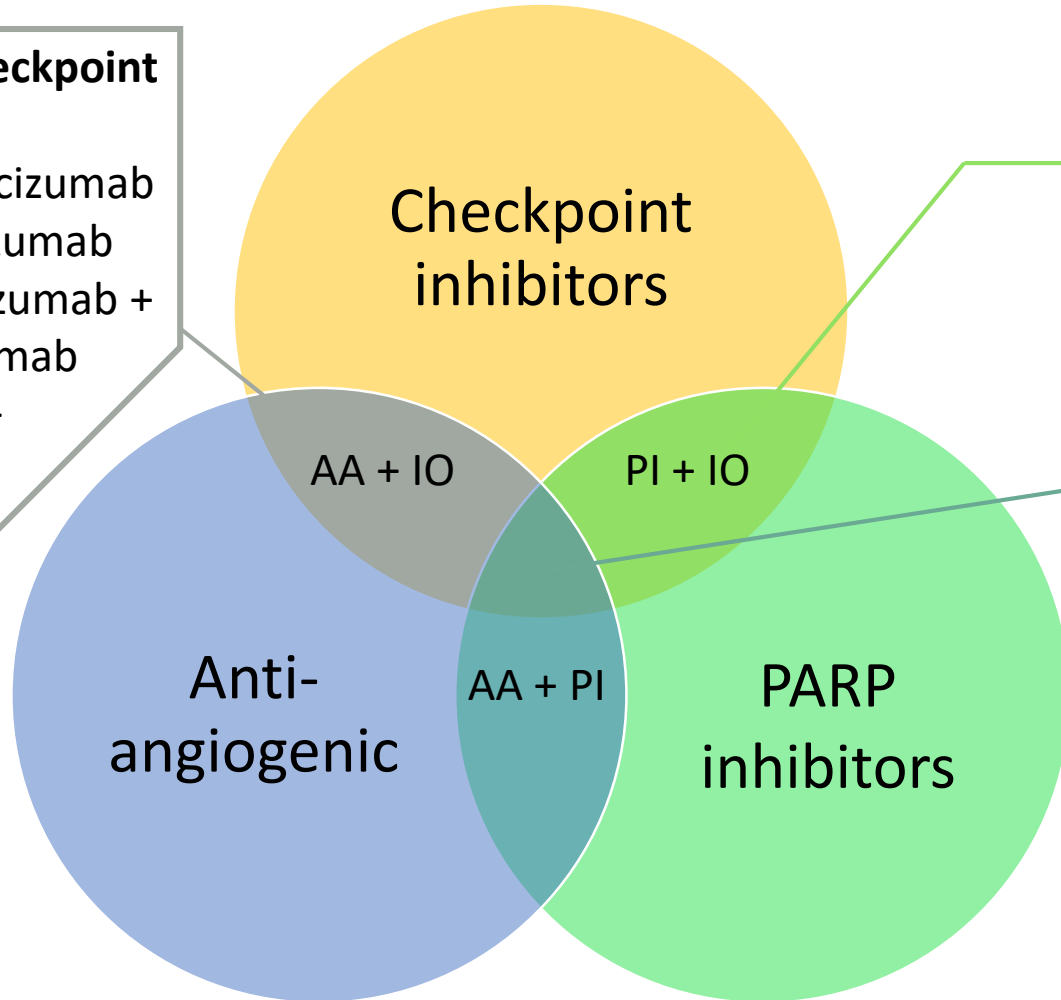 eckpoint
cizumab
umab
zumab +
mab
Checkpoint
inhibitors
AA + IO
PI + IO
Anti-
angiogenic
AA + PI
PARP
inhibitors